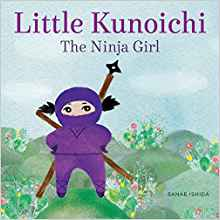 Little Kunoichi
The Ninja Girl
SANAE ISHIDA